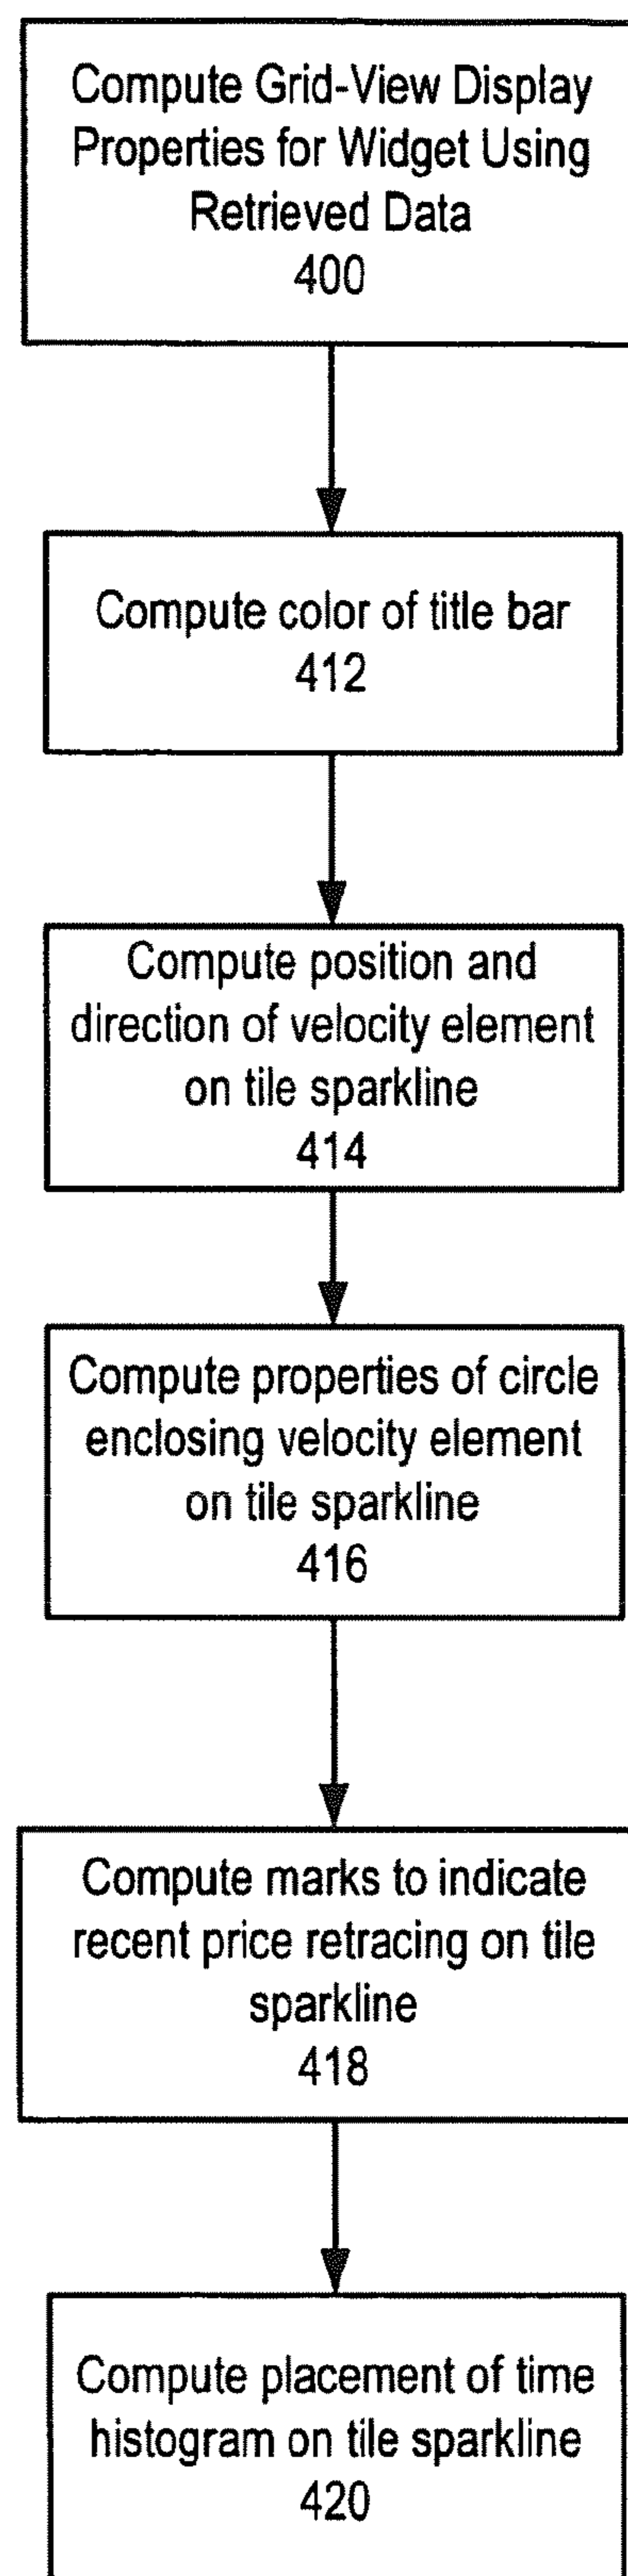 Compute Grid-View Display
Properties for Widget Using
Retrieved Data
400
Compute color of title bar
412
Compute position and
direction of velocity element
on tile sparkline
414
Compute properties of circle
enclosing velocity element
on tile sparkline
416
Compute marks to indicate
recent price retracing on tile
sparkline
418
Compute placement of time
histogram on tile sparkline
420